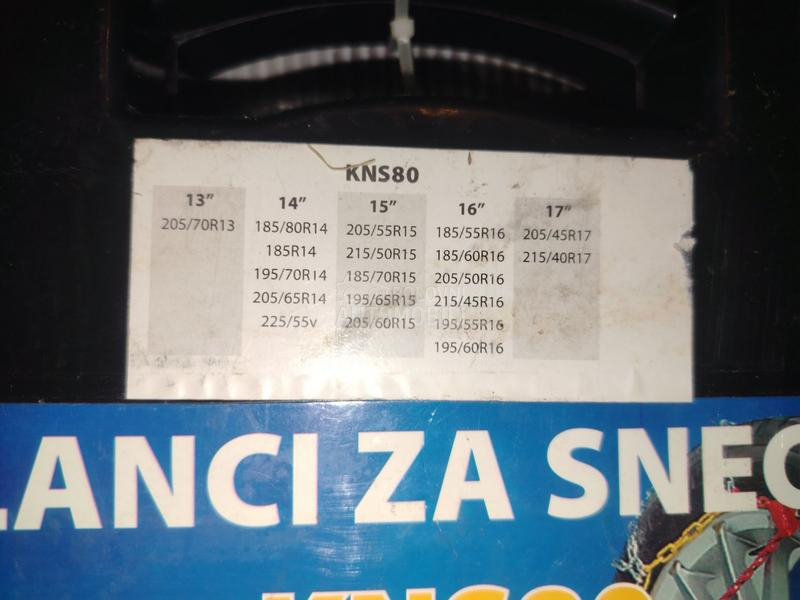 KNS80
13” 14” 15” 16” 17”
205/70R13 185/80R14 205/55R15 185/55R16 205/45R17
185R14 215/50R15 185/60R16 215/40R17
195/70R14 185/70R15 205/50R16
205/65R14 195/65R15 215/45R16
225/55v 205/60R15 195/55R16
195/60R16
LANCI ZA SNEG
KNS80